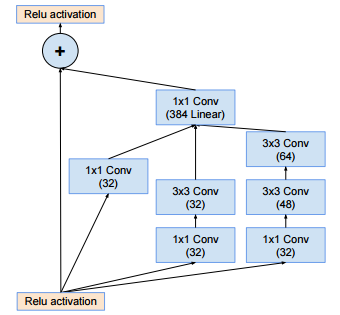 Relu activation
+
1x1 Conv
(384 Linear)
3x3 Conv
(64)
1x1 Conv
(32)
3x3 Conv
(32)
3x3 Conv
(48)
1x1 Conv
(32)
1x1 Conv
(32)
Relu activation